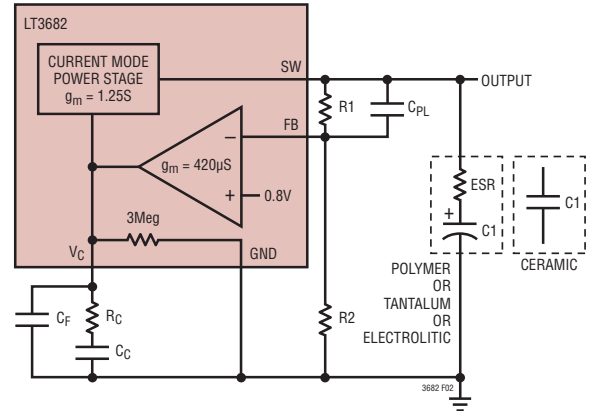 LT3682
CURRENT MODE
POWER STAGE
gm = 1.25S
SW
OUTPUT
R1
CPL
FB
–
gm = 420µS
+
0.8V
ESR
+
C1
C1
3Meg
VC
GND
CERAMIC
POLYMER
OR
TANTALUM
OR
ELECTROLITIC
CF
RC
CC
R2
3682 F02